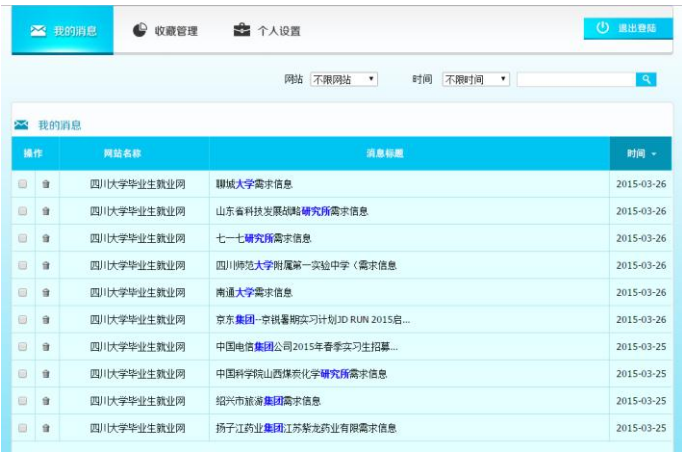 我的消息 收藏管理 个人设置 退出登陆
网站 不限网站 时间 不限时间
我的消息
操作 网站名称 消息标题 时间
四川大学毕业生就业网 聊城大学需求信息 2015-03-26
四川大学毕业生就业网 山东省科技发展战略研究所需求信息 2015-03-26
四川大学毕业生就业网 七一七研究所需求信息 2015-03-26
四川大学毕业生就业网 四川师范大学附属第一实验中学（需求信息 2015-03-26
四川大学毕业生就业网 南通大学需求信息 2015-03-26
四川大学毕业生就业网 京东集团--京锐暑期实习计划JD RUN 2015启... 2015-03-26
四川大学毕业生就业网 中国电信集团公司2015年春季实习生招募... 2015-03-25
四川大学毕业生就业网 中国科学院山西煤炭化学研究所需求信息 2015-03-25
四川大学毕业生就业网 绍兴市旅游集团需求信息 2015-03-25
四川大学毕业生就业网 扬子江药业集团江苏紫龙药业有限需求信息 2015-03-25